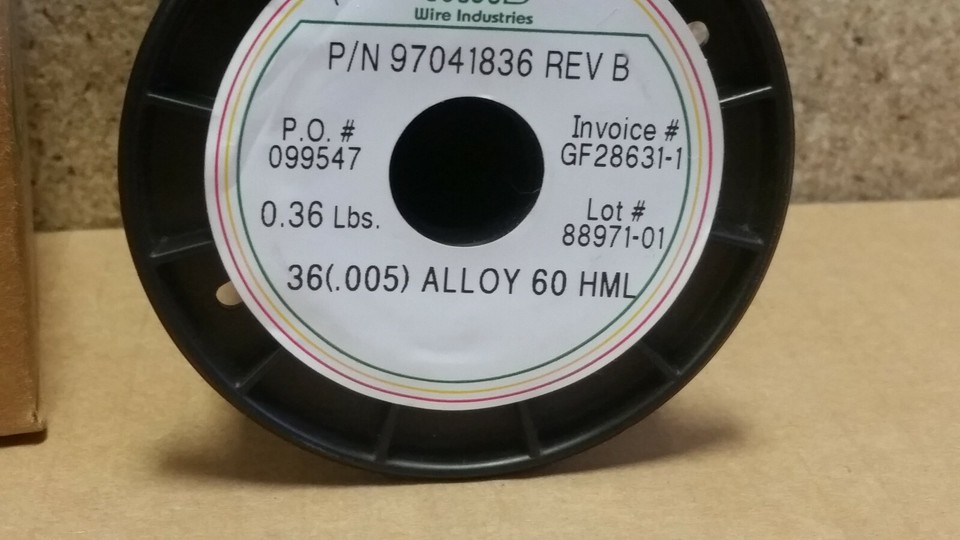 Wire Industries
P/N 97041836 REV B
P.O. #
099547
Invoice #
GF28631-1
0.36 Lbs.
Lot #
88971-01
36(.005) ALLOY 60 HML